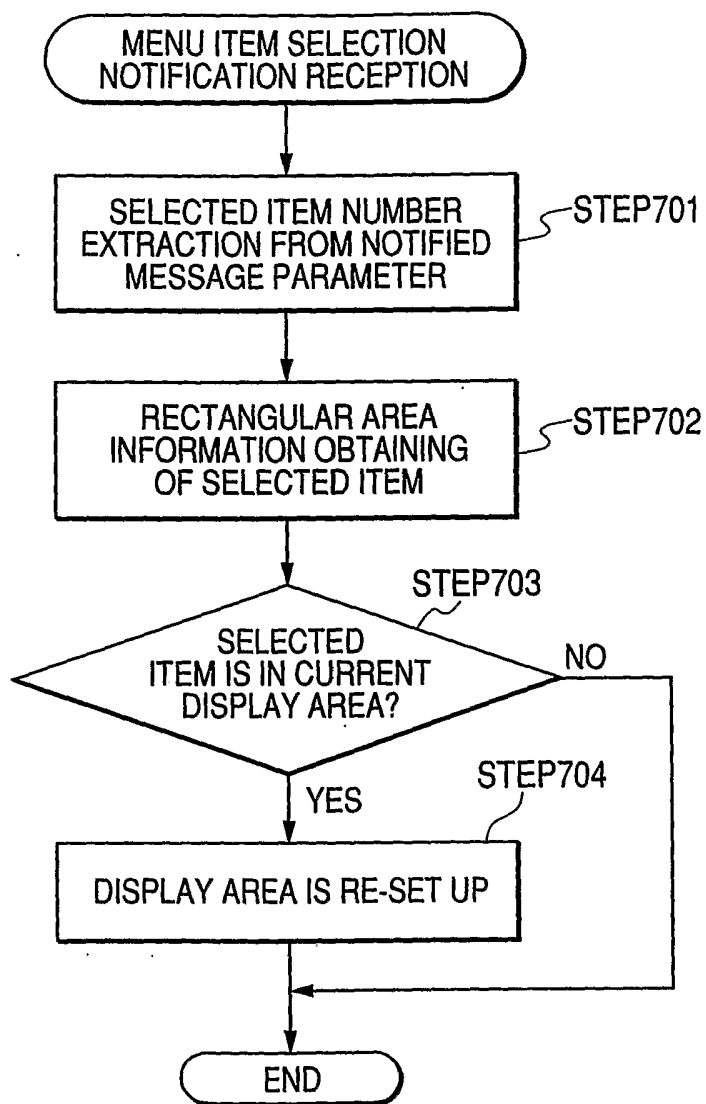 MENU ITEM SELECTION
NOTIFICATION RECEPTION
SELECTED ITEM NUMBER
EXTRACTION FROM NOTIFIED
MESSAGE PARAMETER
STEP701
RECTANGULAR AREA
INFORMATION OBTAINING
OF SELECTED ITEM
STEP702
STEP703
SELECTED
ITEM IS IN CURRENT
DISPLAY AREA?
NO
YES
STEP704
DISPLAY AREA IS RE-SET UP
END